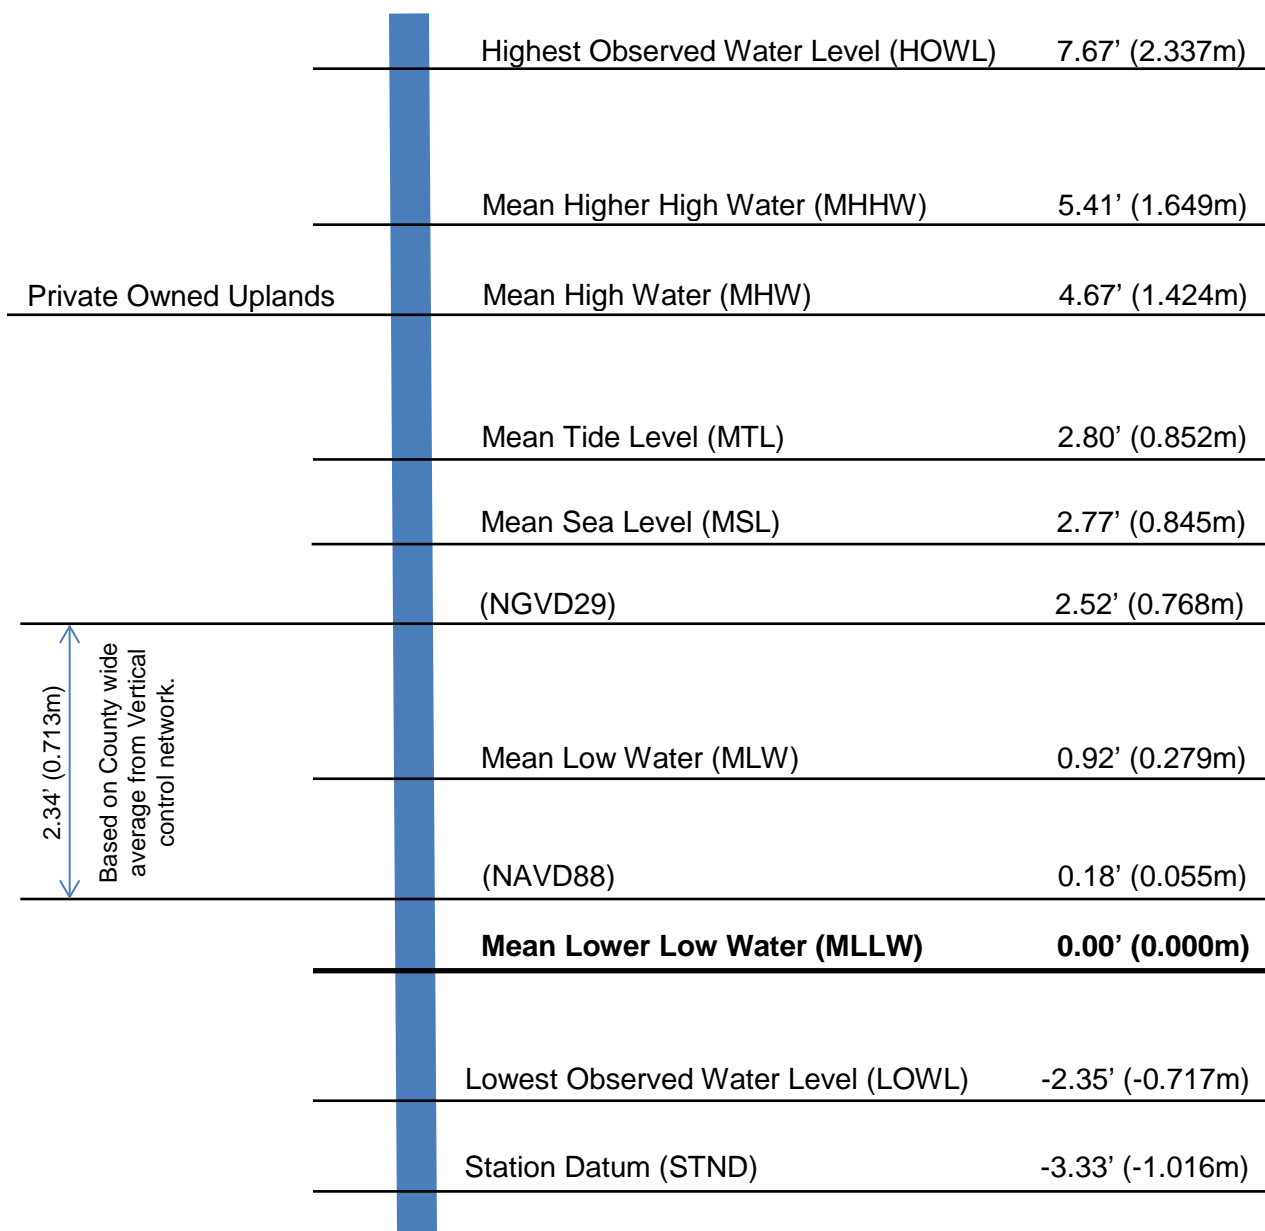 Highest Observed Water Level (HOWL) 7.67’ (2.337m)
Mean Higher High Water (MHHW) 5.41’ (1.649m)
Private Owned Uplands Mean High Water (MHW) 4.67’ (1.424m)
Mean Tide Level (MTL) 2.80’ (0.852m)
Mean Sea Level (MSL) 2.77’ (0.845m)
(NGVD29) 2.52’ (0.768m)
2.34’ (0.713m)
Based on County wide
average from Vertical
control network.
Mean Low Water (MLW) 0.92’ (0.279m)
(NAVD88) 0.18’ (0.055m)
Mean Lower Low Water (MLLW) 0.00’ (0.000m)
Lowest Observed Water Level (LOWL) -2.35’ (-0.717m)
Station Datum (STND) -3.33’ (-1.016m)